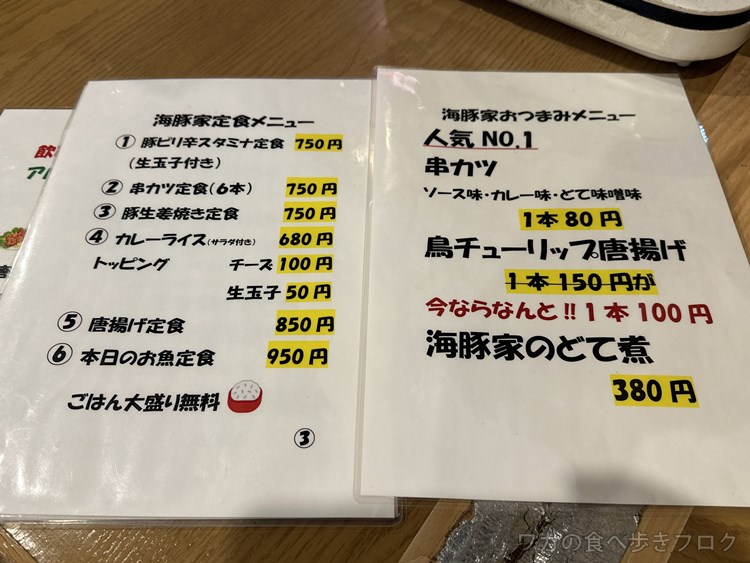 飲
アル
唐
海豚家定食メニュー
① 豚ピリ辛スタミナ定食 750円
(生玉子付き)
② 串カツ定食(6本) 750円
③ 豚生姜焼き定食 750円
④ カレーライス(サラダ付き) 680円
トッピング チーズ100円
生玉子50円
⑤ 唐揚げ定食 850円
⑥ 本日のお魚定食 950円
ごはん大盛り無料
③
海豚家おつまみメニュー
人気 NO.1
串カツ
ソース味・カレー味・どて味噌味
1本80円
鳥チューリップ唐揚げ
1本150円が
今ならなんと!!1本100円
海豚家のどて煮
380円
ワカの食べ歩きブログ